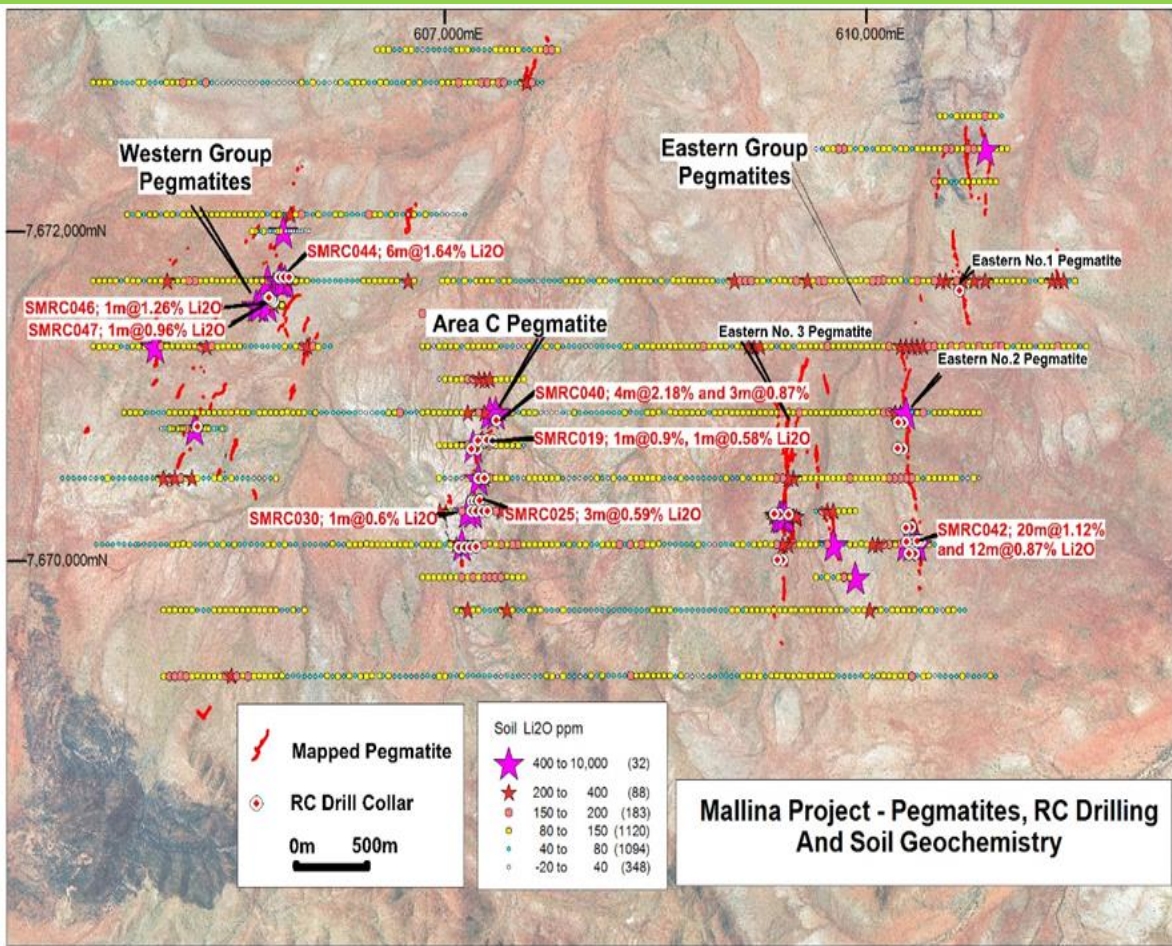 607,000mE
610,000mE
Western Group
Pegmatites
Eastern Group
Pegmatites
7,672,000mN
SMRC044; 6m@1.64% Li2O
Eastern No.1 Pegmatite
SMRC046; 1m@1.26% Li2O
SMRC047; 1m@0.96% Li2O
Area C Pegmatite
Eastern No. 3 Pegmatite
Eastern No.2 Pegmatite
SMRC040; 4m@2.18% and 3m@0.87%
SMRC019; 1m@0.9%, 1m@0.58% Li2O
SMRC030; 1m@0.6% Li2O
SMRC025; 3m@0.59% Li2O
SMRC042; 20m@1.12%
and 12m@0.87% Li2O
7,670,000mN
Mapped Pegmatite
RC Drill Collar
0m 500m
Soil Li2O ppm
400 to 10,000 (32)
200 to 400 (88)
150 to 200 (183)
80 to 150 (1120)
40 to 80 (1094)
-20 to 40 (348)
Mallina Project - Pegmatites, RC Drilling
And Soil Geochemistry